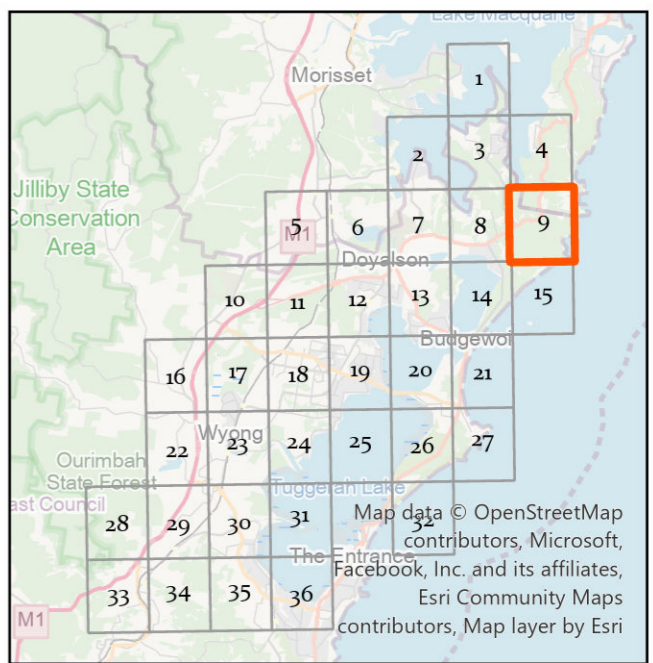 Lake Macquarie
Morisset
1
2
3
4
Jilliby State
Conservation
Area
5
M1
6
7
8
9
Doyalson
10
11
12
13
14
15
Budgewoi
16
17
18
19
20
21
Wyong
22
23
24
25
26
27
Ourimbah
State Forest
ast Council
Tuggerah Lake
28
29
30
31
32
Map data © OpenStreetMap
contributors, Microsoft,
The Entrance
Facebook, Inc. and its affiliates,
Esri Community Maps
contributors, Map layer by Esri
33
34
35
36
M1